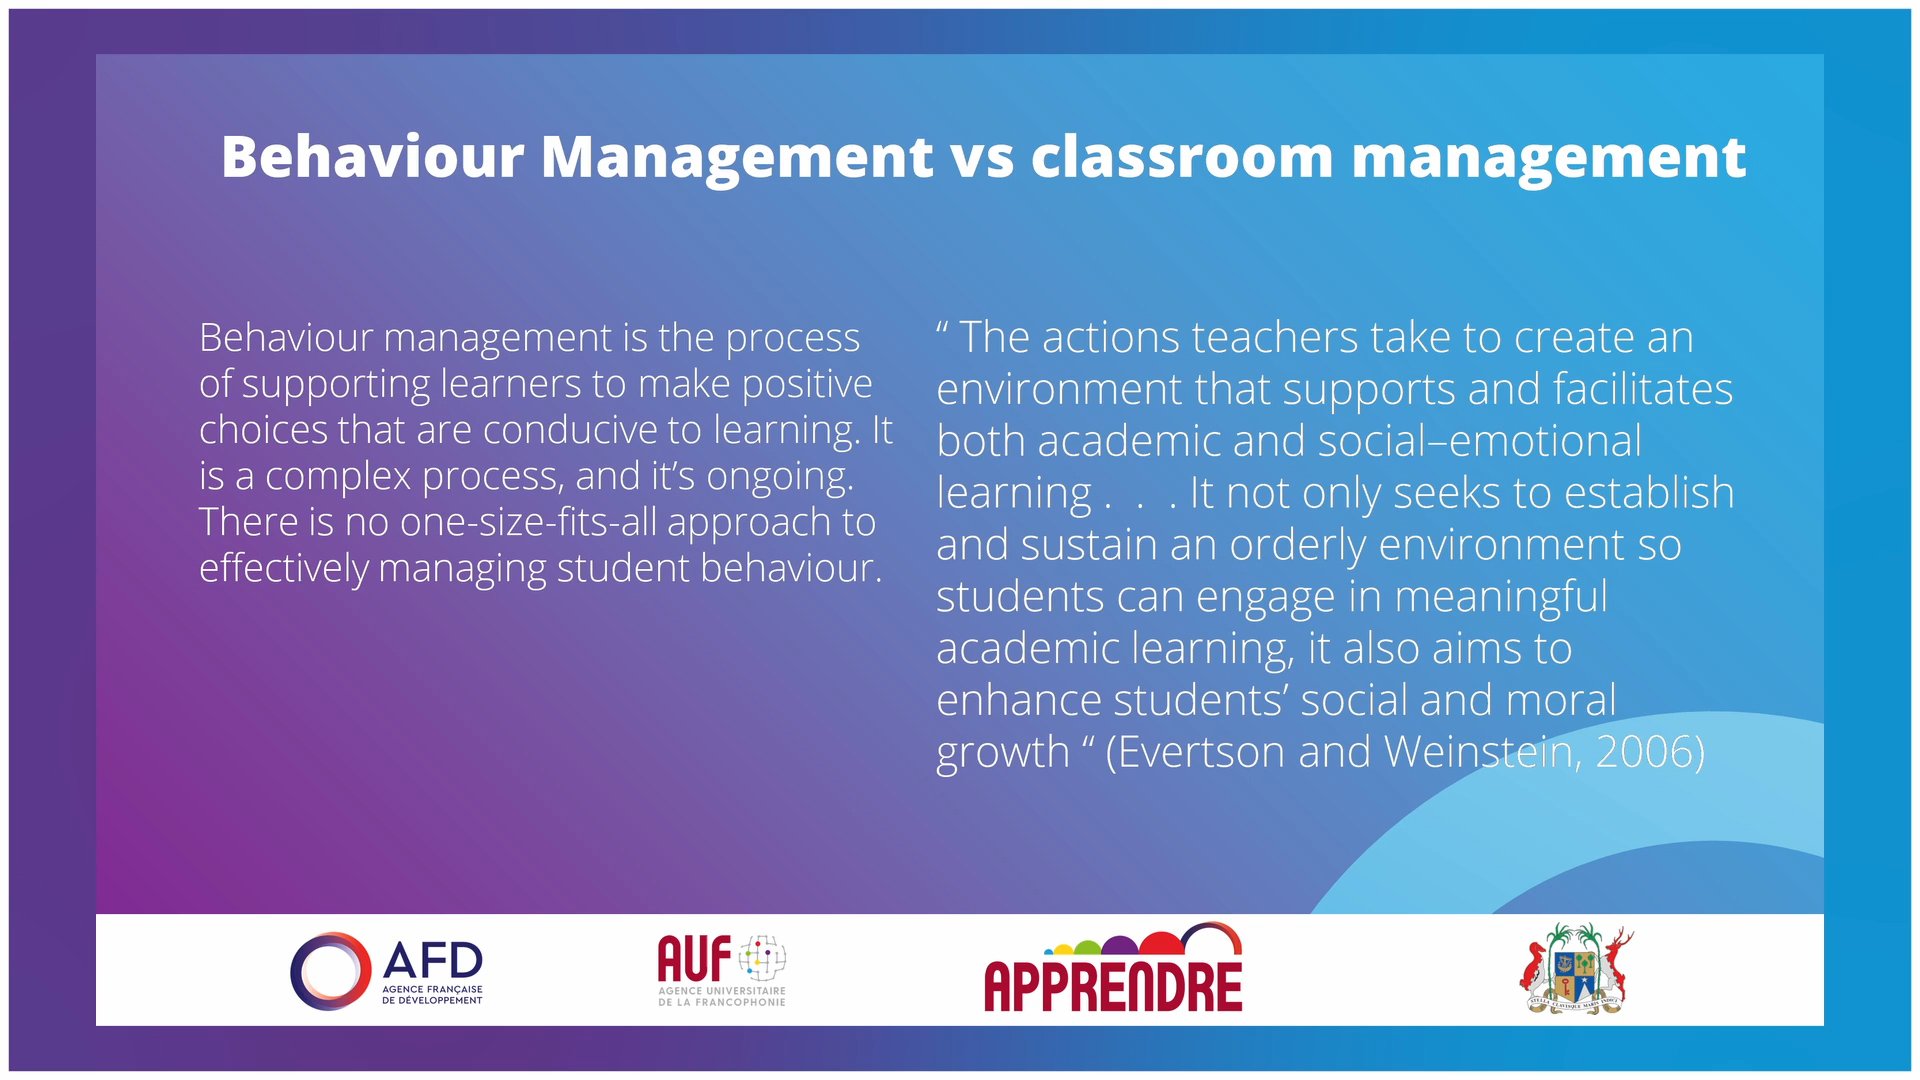 Behaviour Management vs classroom management
Behaviour management is the process
of supporting learners to make positive
choices that are conducive to learning. It
is a complex process, and it’s ongoing.
There is no one-size-fits-all approach to
effectively managing student behaviour.
“ The actions teachers take to create an
environment that supports and facilitates
both academic and social–emotional
learning . . . It not only seeks to establish
and sustain an orderly environment so
students can engage in meaningful
academic learning, it also aims to
enhance students’ social and moral
growth “ (Evertson and Weinstein, 2006)
AFD
AGENCE FRANÇAISE
DE DÉVELOPPEMENT
AUF
AGENCE UNIVERSITAIRE
DE LA FRANCOPHONIE
APPRENDRE
STELLA CLAVISQUE MARIS INDICI